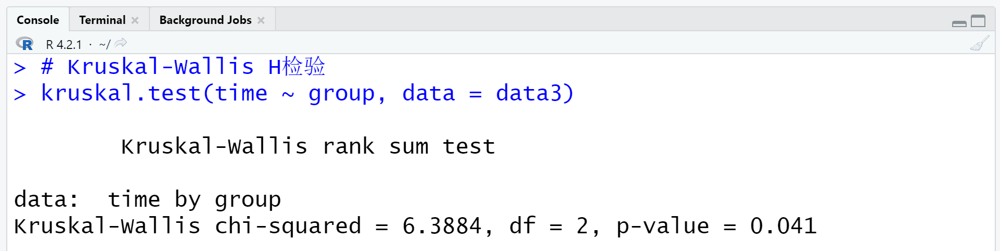 Console Terminal Background Jobs
R R 4.2.1 · ~/
> # Kruskal-Wallis H检验
> kruskal.test(time ~ group, data = data3)
Kruskal-Wallis rank sum test
data:  time by group
Kruskal-Wallis chi-squared = 6.3884, df = 2, p-value = 0.041